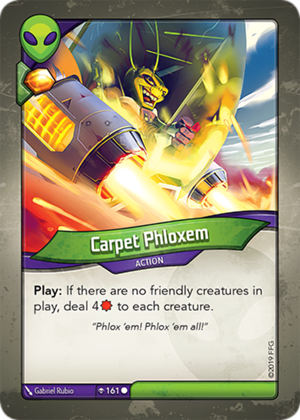 Carpet Phloxem
ACTION
Play: If there are no friendly creatures in
play, deal 4 to each creature.
"Phlox 'em! Phlox 'em all!"
©2019 FFG
Gabriel Rubio
161